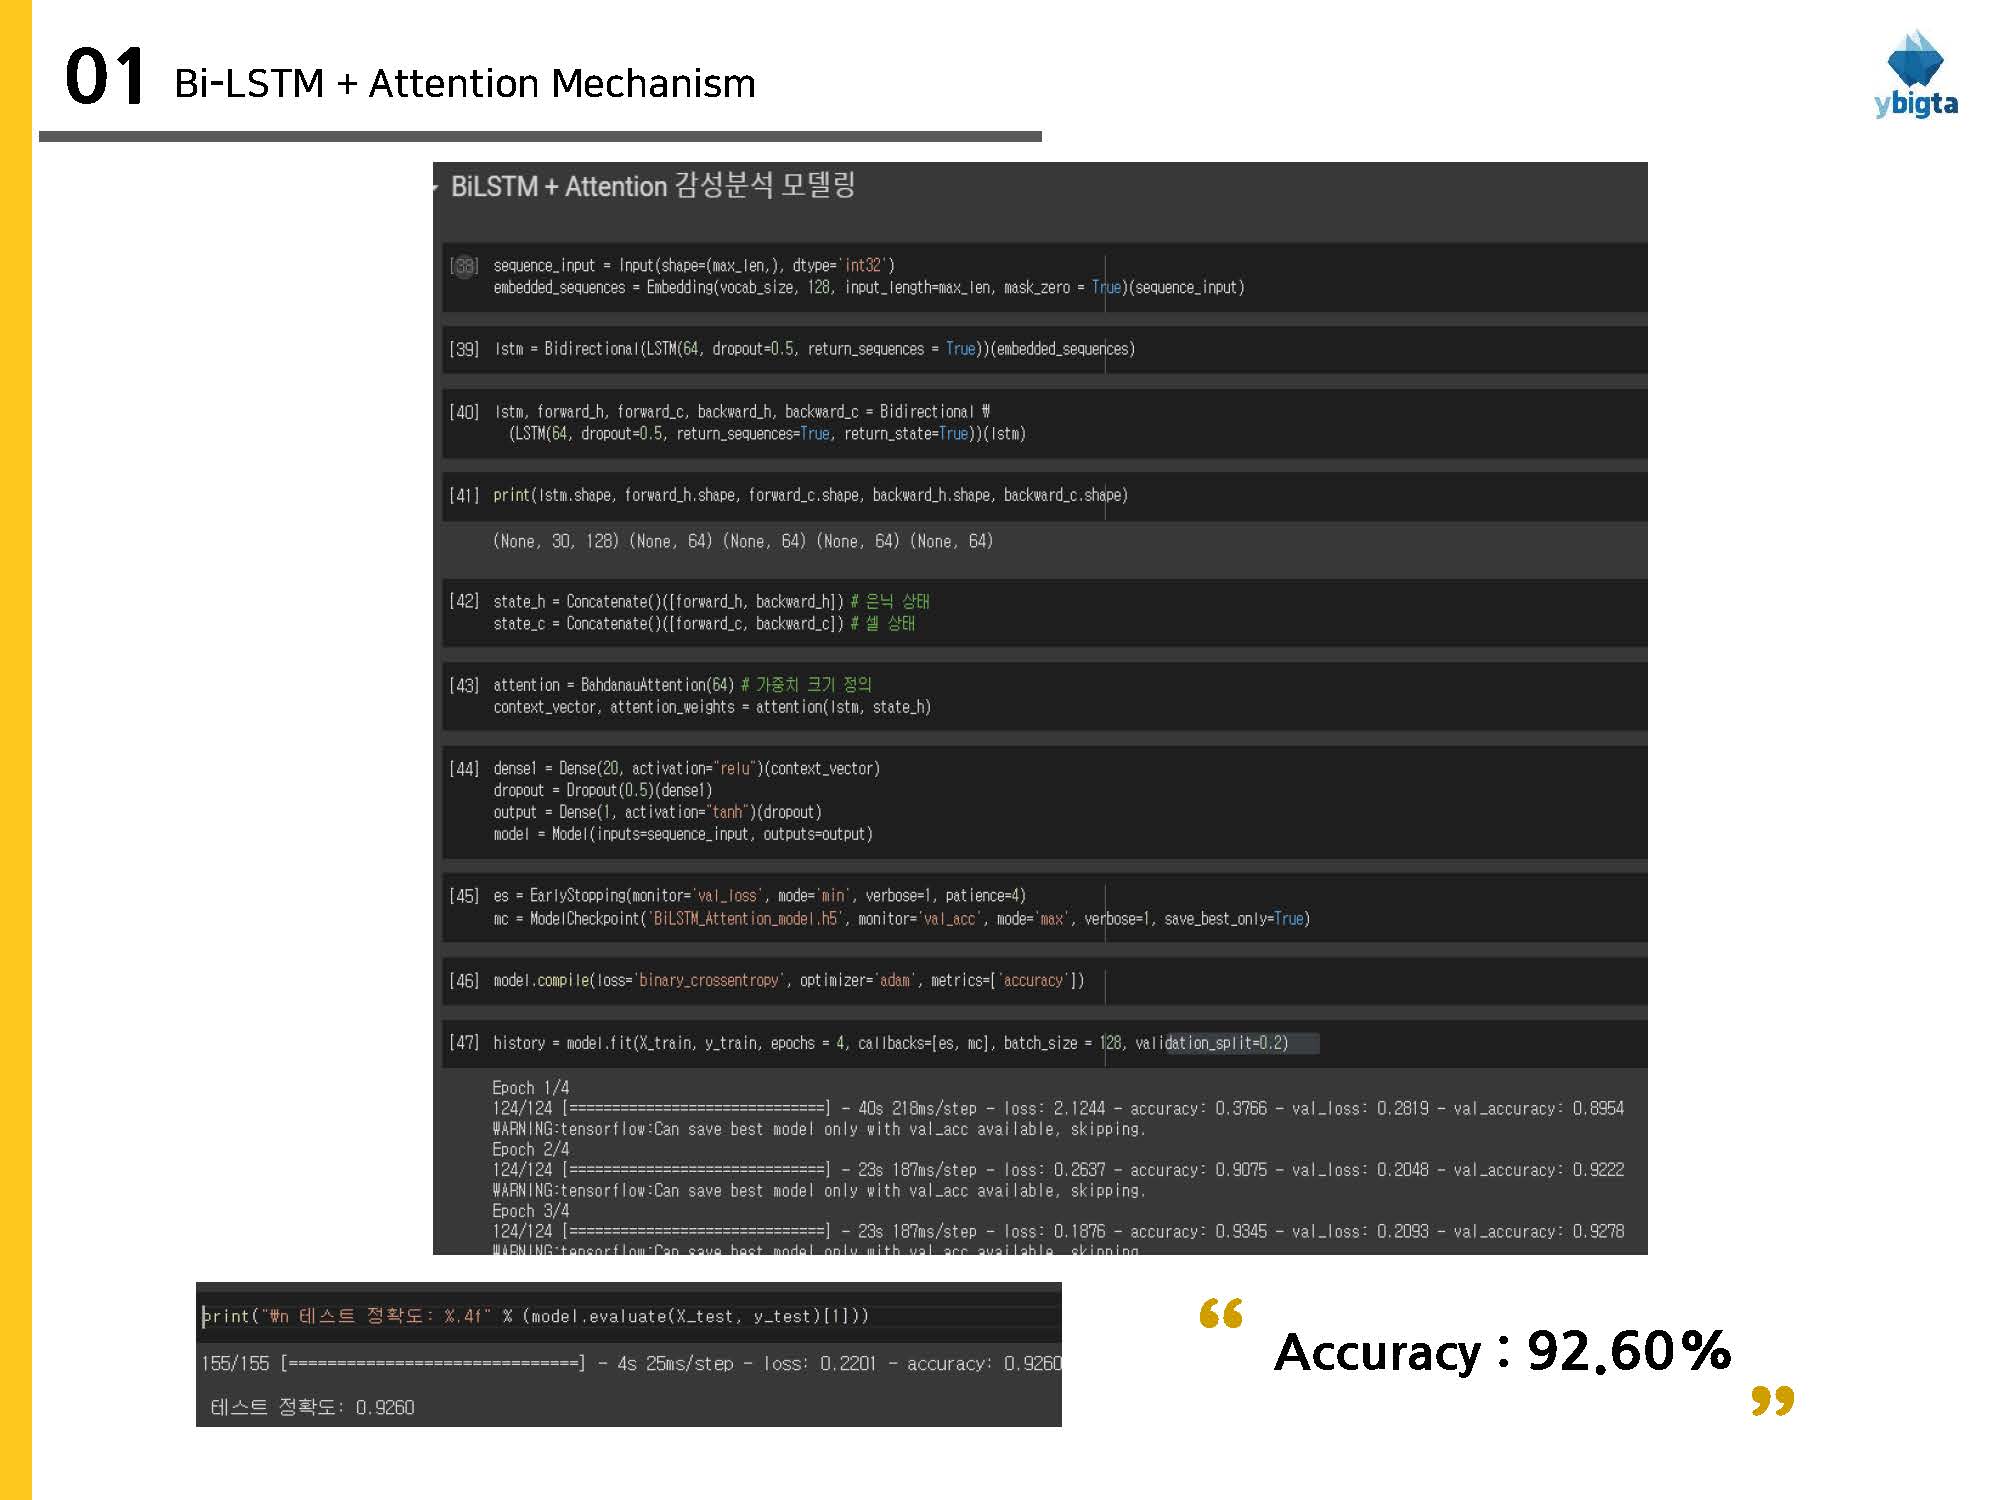 01 Bi-LSTM + Attention Mechanism
ybigta
BiLSTM + Attention 감성분석 모델링
[38] sequence_input = Input(shape=(max_len,), dtype='int32')
embedded_sequences = Embedding(vocab_size, 128, input_length=max_len, mask_zero = True)(sequence_input)
[39] lstm = Bidirectional(LSTM(64, dropout=0.5, return_sequences = True))(embedded_sequences)
[40] lstm, forward_h, forward_c, backward_h, backward_c = Bidirectional ₩
(LSTM(64, dropout=0.5, return_sequences=True, return_state=True))(lstm)
[41] print(lstm.shape, forward_h.shape, forward_c.shape, backward_h.shape, backward_c.shape)
(None, 30, 128) (None, 64) (None, 64) (None, 64) (None, 64)
[42] state_h = Concatenate()([forward_h, backward_h]) # 은닉 상태
state_c = Concatenate()([forward_c, backward_c]) # 셀 상태
[43] attention = BahdanauAttention(64) # 가중치 크기 정의
context_vector, attention_weights = attention(lstm, state_h)
[44] dense1 = Dense(20, activation="relu")(context_vector)
dropout = Dropout(0.5)(dense1)
output = Dense(1, activation="tanh")(dropout)
model = Model(inputs=sequence_input, outputs=output)
[45] es = EarlyStopping(monitor='val_loss', mode='min', verbose=1, patience=4)
mc = ModelCheckpoint('BiLSTM_Attention_model.h5', monitor='val_acc', mode='max', verbose=1, save_best_only=True)
[46] model.compile(loss='binary_crossentropy', optimizer='adam', metrics=['accuracy'])
[47] history = model.fit(X_train, y_train, epochs = 4, callbacks=[es, mc], batch_size = 128, validation_split=0.2)
Epoch 1/4
124/124 [==============================] - 40s 218ms/step - loss: 2.1244 - accuracy: 0.3766 - val_loss: 0.2819 - val_accuracy: 0.8954
WARNING:tensorflow:Can save best model only with val_acc available, skipping.
Epoch 2/4
124/124 [==============================] - 23s 187ms/step - loss: 0.2637 - accuracy: 0.9075 - val_loss: 0.2048 - val_accuracy: 0.9222
WARNING:tensorflow:Can save best model only with val_acc available, skipping.
Epoch 3/4
124/124 [==============================] - 23s 187ms/step - loss: 0.1876 - accuracy: 0.9345 - val_loss: 0.2093 - val_accuracy: 0.9278
WARNING:tensorflow:Can save best model only with val_acc available, skipping
print("₩n 테스트 정확도: %.4f" % (model.evaluate(X_test, y_test)[1]))
155/155 [==============================] - 4s 25ms/step - loss: 0.2201 - accuracy: 0.9260
테스트 정확도: 0.9260
“ Accuracy : 92.60% ”